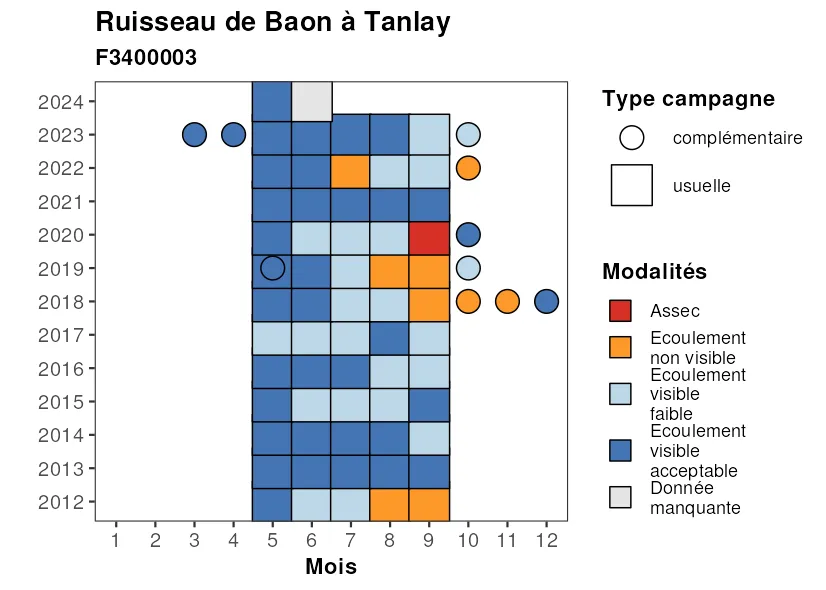 Ruisseau de Baon à Tanlay
F3400003
2024
2023
2022
2021
2020
2019
2018
2017
2016
2015
2014
2013
2012
1 2 3 4 5 6 7 8 9 10 11 12
Mois
Type campagne
complémentaire
usuelle
Modalités
Assec
Ecoulement
non visible
Ecoulement
visible
faible
Ecoulement
visible
acceptable
Donnée
manquante